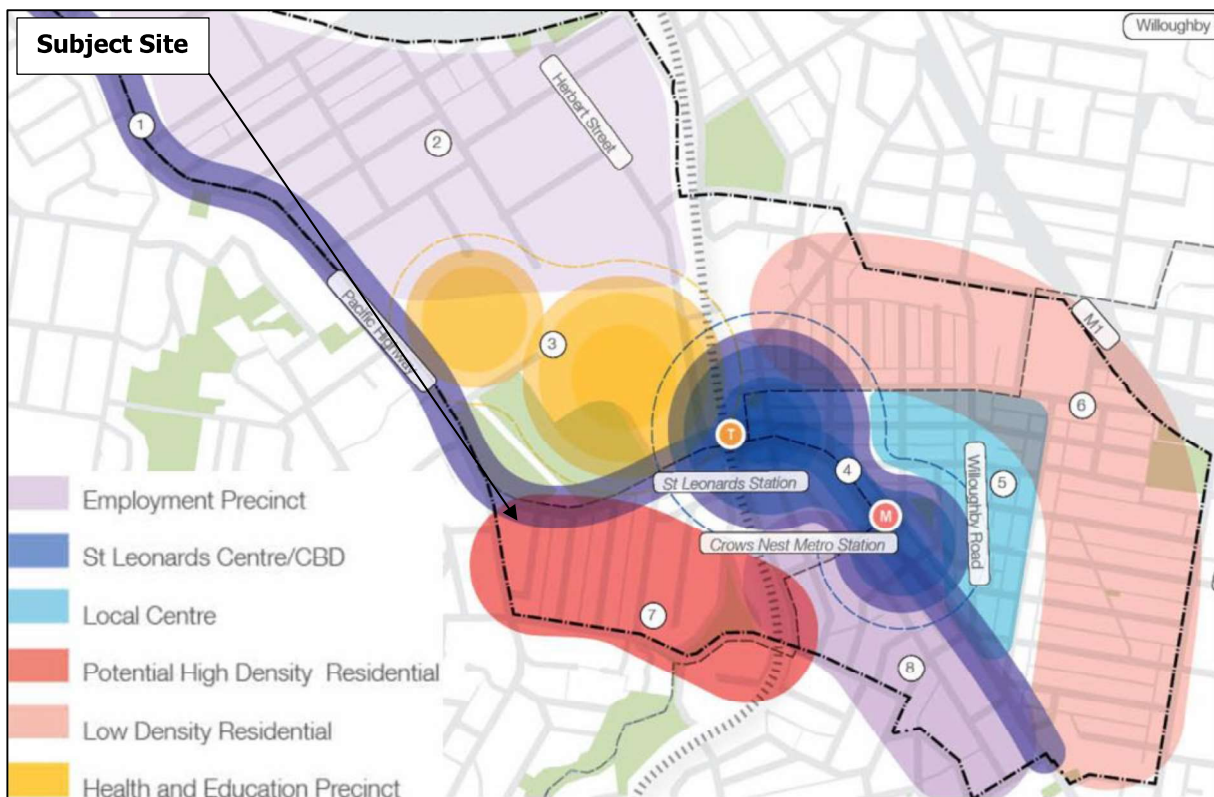 Subject Site
Willoughby
Herbert Street
1
2
Pacific Highway
3
M1
6
T
St Leonards Station
4
5
Willoughby Road
M
Crows Nest Metro Station
7
8
Employment Precinct
St Leonards Centre/CBD
Local Centre
Potential High Density Residential
Low Density Residential
Health and Education Precinct